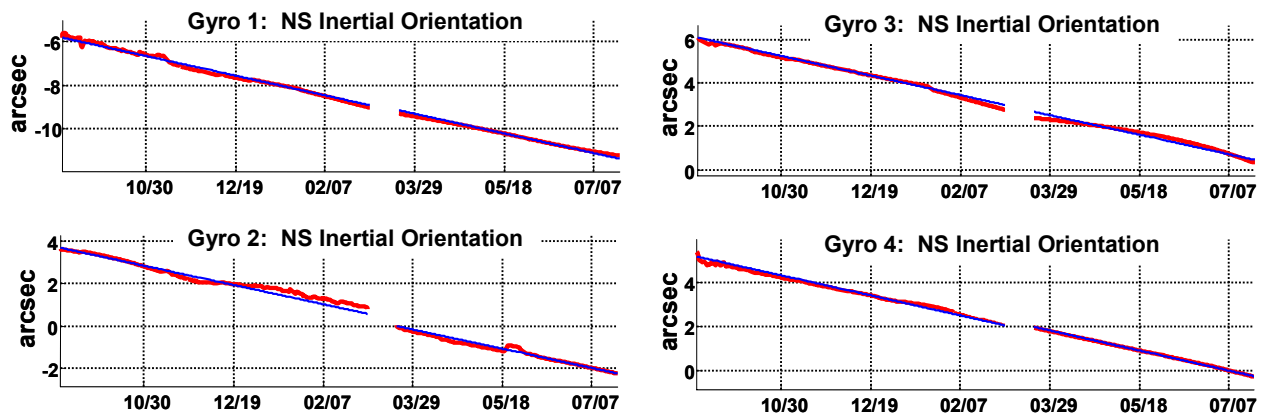 Gyro 1: NS Inertial Orientation
arcsec
-6
-8
-10
10/30 12/19 02/07 03/29 05/18 07/07
Gyro 3: NS Inertial Orientation
arcsec
6
4
2
0
10/30 12/19 02/07 03/29 05/18 07/07
Gyro 2: NS Inertial Orientation
arcsec
4
2
0
-2
10/30 12/19 02/07 03/29 05/18 07/07
Gyro 4: NS Inertial Orientation
arcsec
4
2
0
10/30 12/19 02/07 03/29 05/18 07/07